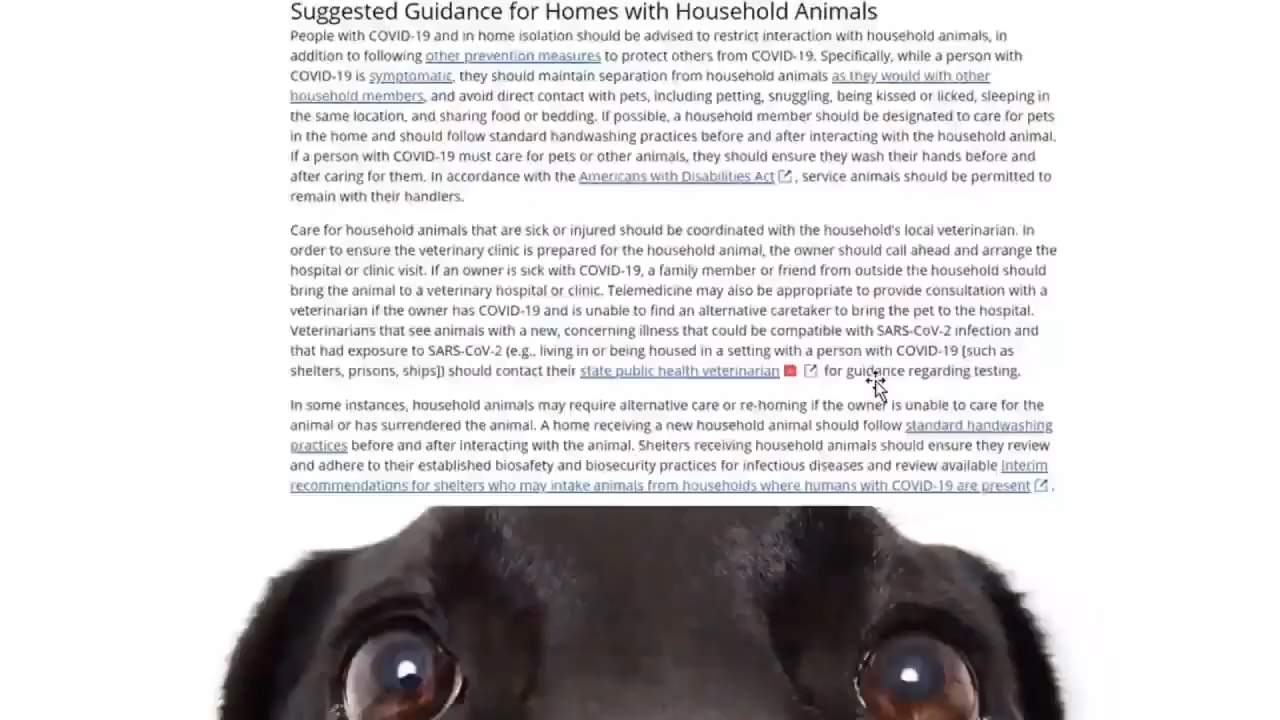 Suggested Guidance for Homes with Household Animals
People with COVID-19 and in home isolation should be advised to restrict interaction with household animals, in
addition to following other prevention measures to protect others from COVID-19. Specifically, while a person with
COVID-19 is symptomatic, they should maintain separation from household animals as they would with other
household members, and avoid direct contact with pets, including petting, snuggling, being kissed or licked, sleeping in
the same location, and sharing food or bedding. If possible, a household member should be designated to care for pets
in the home and should follow standard handwashing practices before and after interacting with the household animal.
If a person with COVID-19 must care for pets or other animals, they should ensure they wash their hands before and
after caring for them. In accordance with the Americans with Disabilities Act, service animals should be permitted to
remain with their handlers.
Care for household animals that are sick or injured should be coordinated with the household's local veterinarian. In
order to ensure the veterinary clinic is prepared for the household animal, the owner should call ahead and arrange the
hospital or clinic visit. If an owner is sick with COVID-19, a family member or friend from outside the household should
bring the animal to a veterinary hospital or clinic. Telemedicine may also be appropriate to provide consultation with a
veterinarian if the owner has COVID-19 and is unable to find an alternative caretaker to bring the pet to the hospital.
Veterinarians that see animals with a new, concerning illness that could be compatible with SARS-CoV-2 infection and
that had exposure to SARS-CoV-2 (e.g., living in or being housed in a setting with a person with COVID-19 [such as
shelters, prisons, ships]) should contact their state public health veterinarian for guidance regarding testing.
In some instances, household animals may require alternative care or re-homing if the owner is unable to care for the
animal or has surrendered the animal. A home receiving a new household animal should follow standard handwashing
practices before and after interacting with the animal. Shelters receiving household animals should ensure they review
and adhere to their established biosafety and biosecurity practices for infectious diseases and review available interim
recommendations for shelters who may intake animals from households where humans with COVID-19 are present.